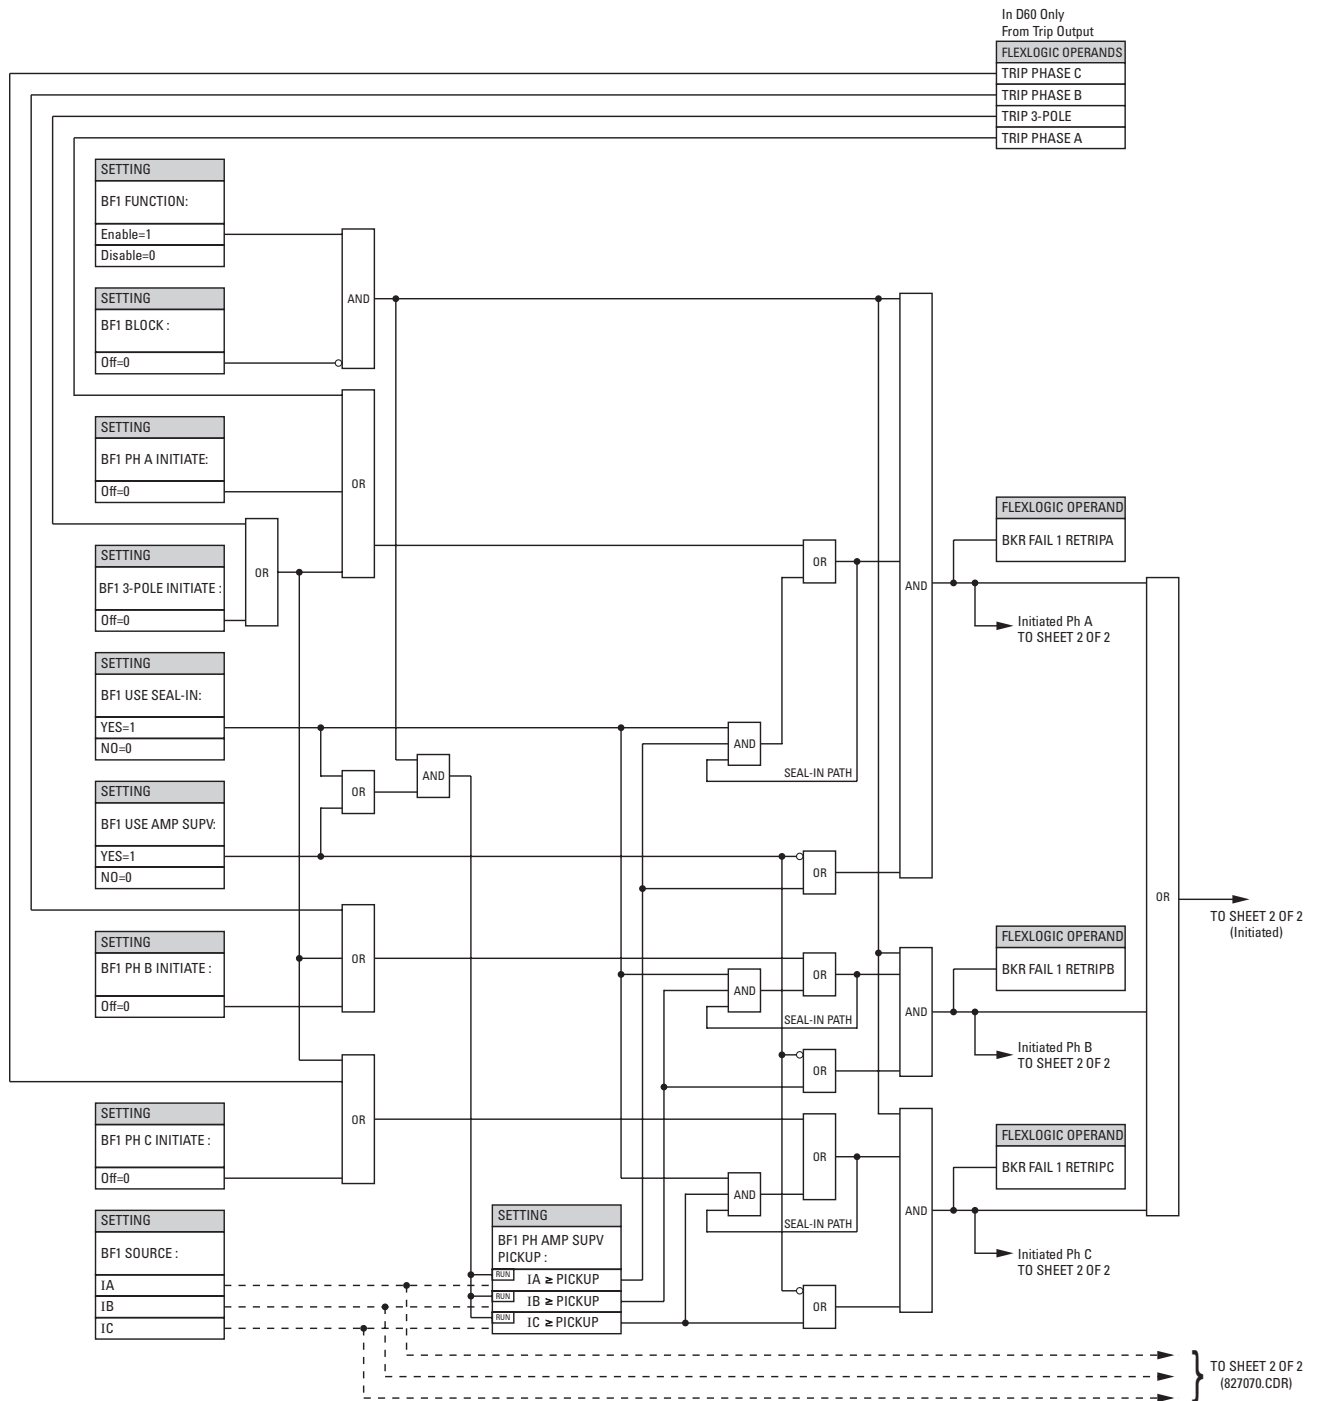 In D60 Only
From Trip Output
FLEXLOGIC OPERANDS
TRIP PHASE C
TRIP PHASE B
TRIP 3-POLE
TRIP PHASE A
SETTING
BF1 FUNCTION:
Enable=1
Disable=0
SETTING
BF1 BLOCK :
Off=0
AND
SETTING
BF1 PH A INITIATE:
Off=0
OR
SETTING
BF1 3-POLE INITIATE :
Off=0
OR
OR
AND
FLEXLOGIC OPERAND
BKR FAIL 1 RETRIPA
Initiated Ph A
TO SHEET 2 OF 2
SETTING
BF1 USE SEAL-IN:
YES=1
NO=0
AND
SEAL-IN PATH
SETTING
BF1 USE AMP SUPV:
YES=1
NO=0
OR
AND
OR
OR
TO SHEET 2 OF 2
(Initiated)
SETTING
BF1 PH B INITIATE :
Off=0
OR
OR
AND
SEAL-IN PATH
OR
AND
FLEXLOGIC OPERAND
BKR FAIL 1 RETRIPB
Initiated Ph B
TO SHEET 2 OF 2
SETTING
BF1 PH C INITIATE :
Off=0
OR
OR
AND
SEAL-IN PATH
AND
FLEXLOGIC OPERAND
BKR FAIL 1 RETRIPC
Initiated Ph C
TO SHEET 2 OF 2
SETTING
BF1 SOURCE :
IA
IB
IC
SETTING
BF1 PH AMP SUPV
PICKUP :
RUN IA ≥ PICKUP
RUN IB ≥ PICKUP
RUN IC ≥ PICKUP
OR
TO SHEET 2 OF 2
(827070.CDR)